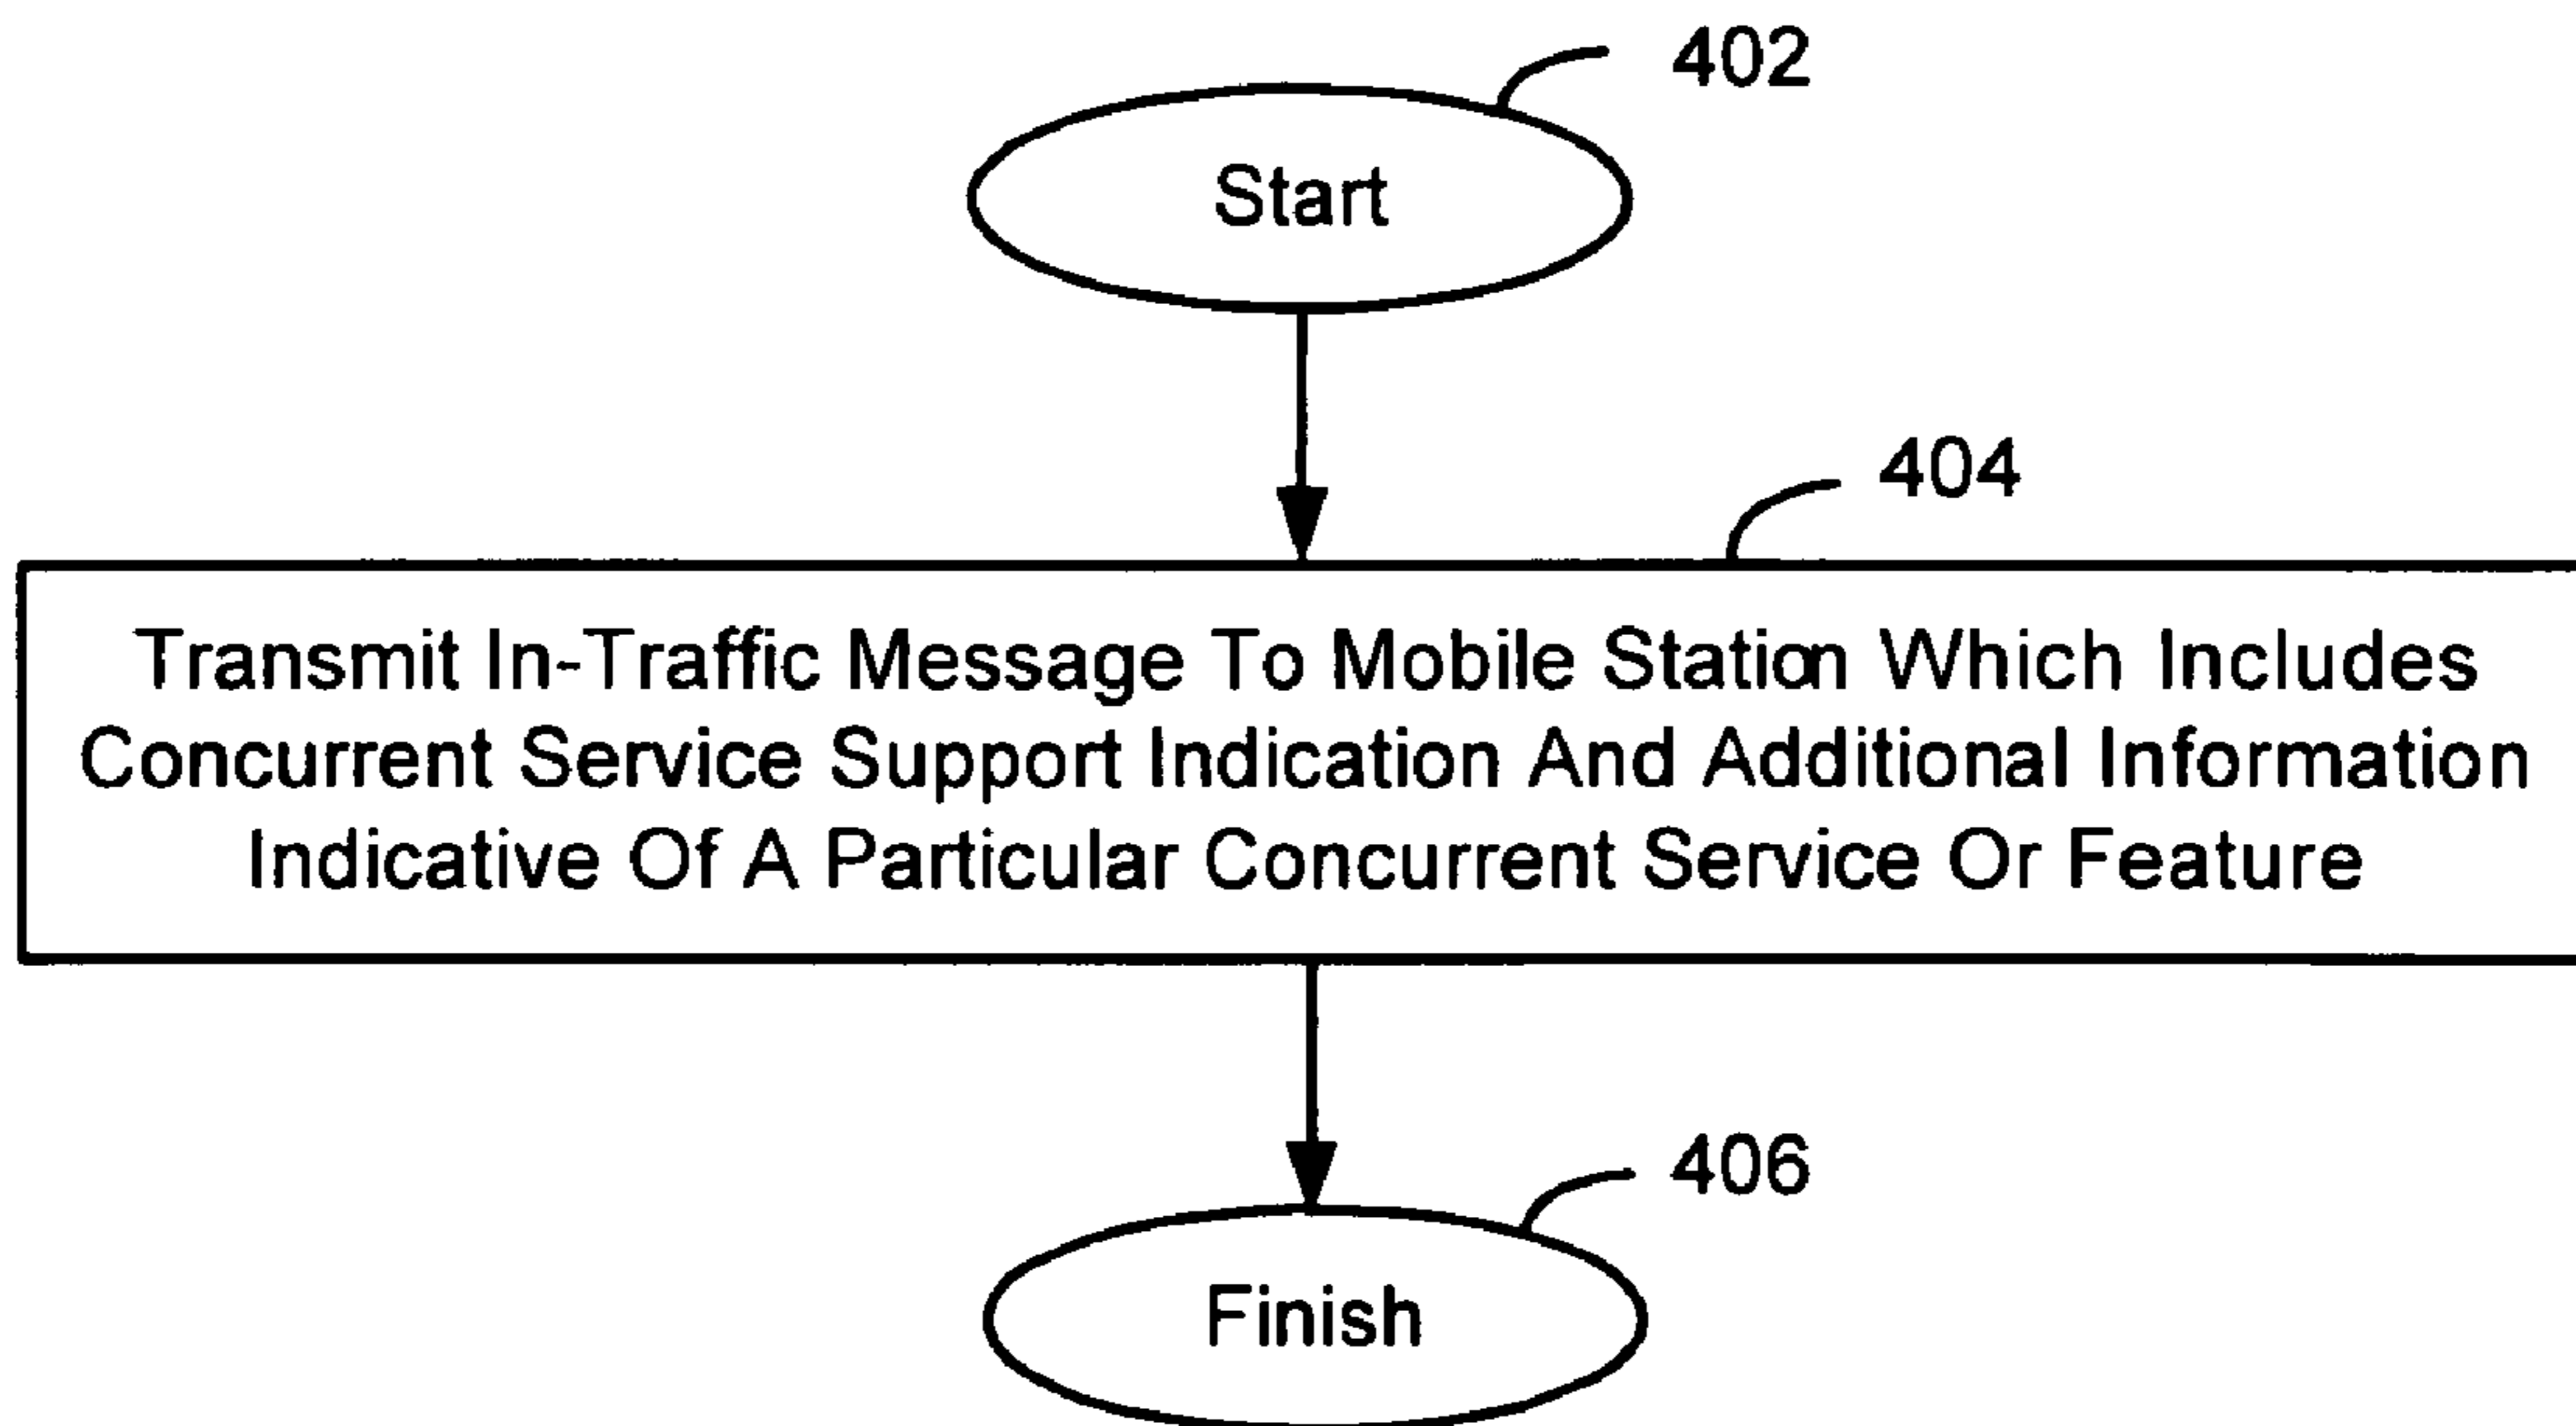 402
Start
404
Transmit In-Traffic Message To Mobile Station Which Includes
Concurrent Service Support Indication And Additional Information
Indicative Of A Particular Concurrent Service Or Feature
406
Finish